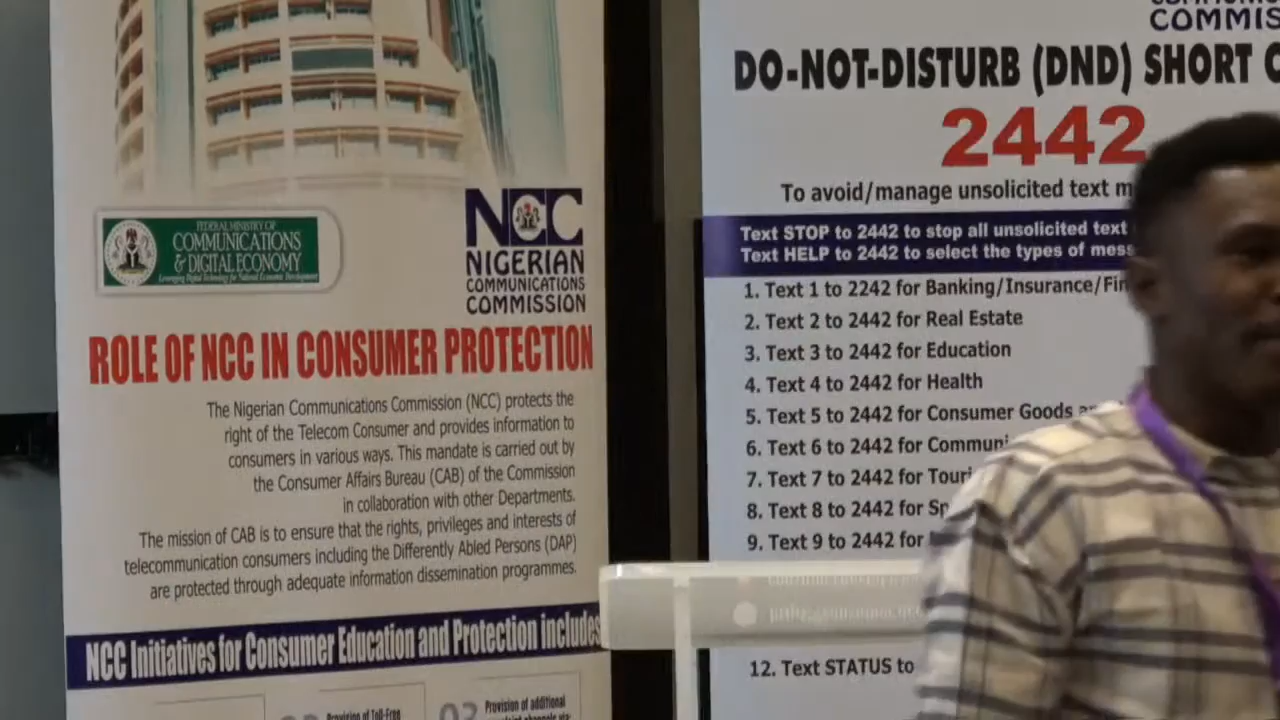 FEDERAL MINISTRY OF
COMMUNICATIONS
& DIGITAL ECONOMY
NCC
NIGERIAN
COMMUNICATIONS
COMMISSION
ROLE OF NCC IN CONSUMER PROTECTION
The Nigerian Communications Commission (NCC) protects the
right of the Telecom Consumer and provides information to
consumers in various ways. This mandate is carried out by
the Consumer Affairs Bureau (CAB) of the Commission
in collaboration with other Departments.
The mission of CAB is to ensure that the rights, privileges and interests of
telecommunication consumers including the Differently Abled Persons (DAP)
are protected through adequate information dissemination programmes.
NCC Initiatives for Consumer Education and Protection includes
Provision of Toll-Free
03
Provision of additional
COMMIS
DO-NOT-DISTURB (DND) SHORT C
2442
To avoid/manage unsolicited text m
Text STOP to 2442 to stop all unsolicited text
Text HELP to 2442 to select the types of mess
1. Text 1 to 2242 for Banking/Insurance/Fin
2. Text 2 to 2442 for Real Estate
3. Text 3 to 2442 for Education
4. Text 4 to 2442 for Health
5. Text 5 to 2442 for Consumer Goods a
6. Text 6 to 2442 for Communi
7. Text 7 to 2442 for Touri
8. Text 8 to 2442 for Sp
9. Text 9 to 2442 for
12. Text STATUS to